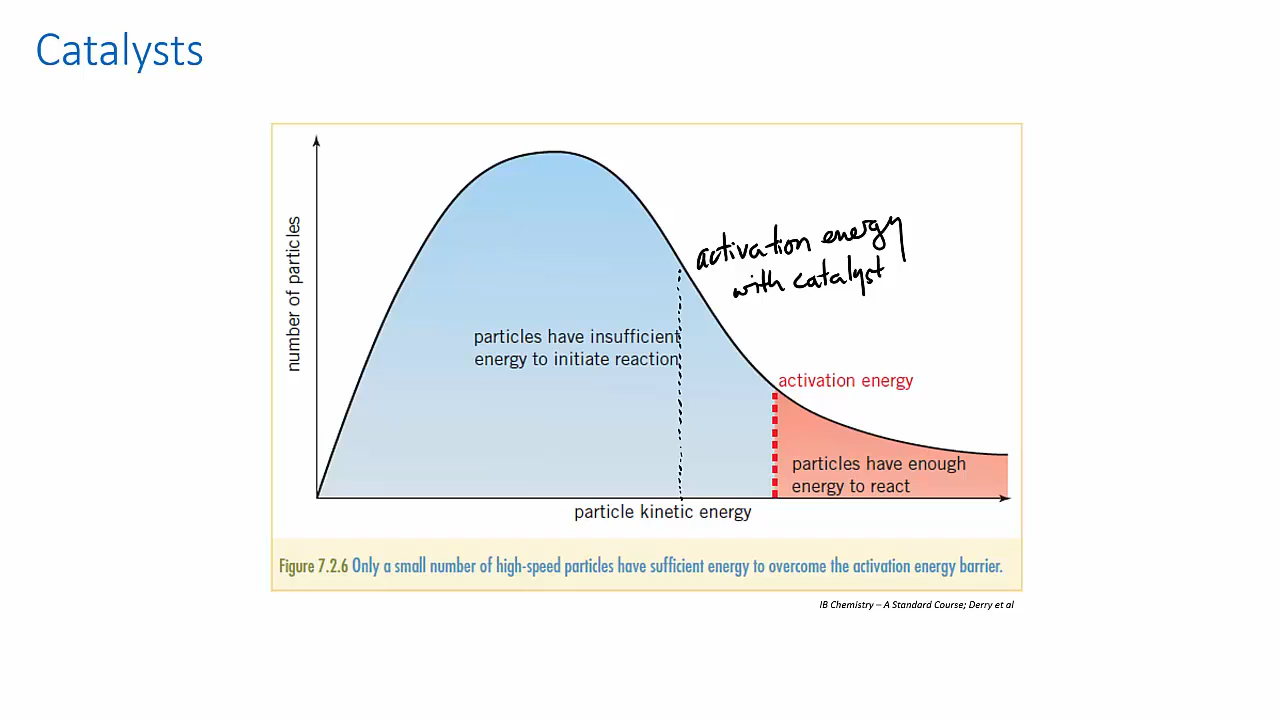 Catalysts
number of particles
activation energy
with catalyst
particles have insufficient
energy to initiate reaction
activation energy
particles have enough
energy to react
particle kinetic energy
Figure 7.2.6 Only a small number of high-speed particles have sufficient energy to overcome the activation energy barrier.
IB Chemistry – A Standard Course; Derry et al